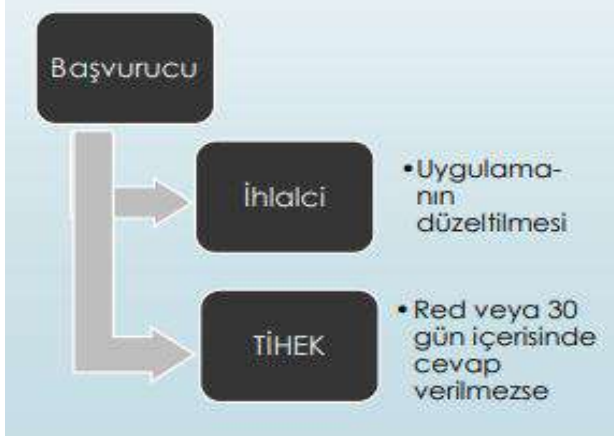 Başvurucu
İhlalci
•Uygulama-
nın
düzeltilmesi
TİHEK
•Red veya 30
gün içerisinde
cevap
verilmezse